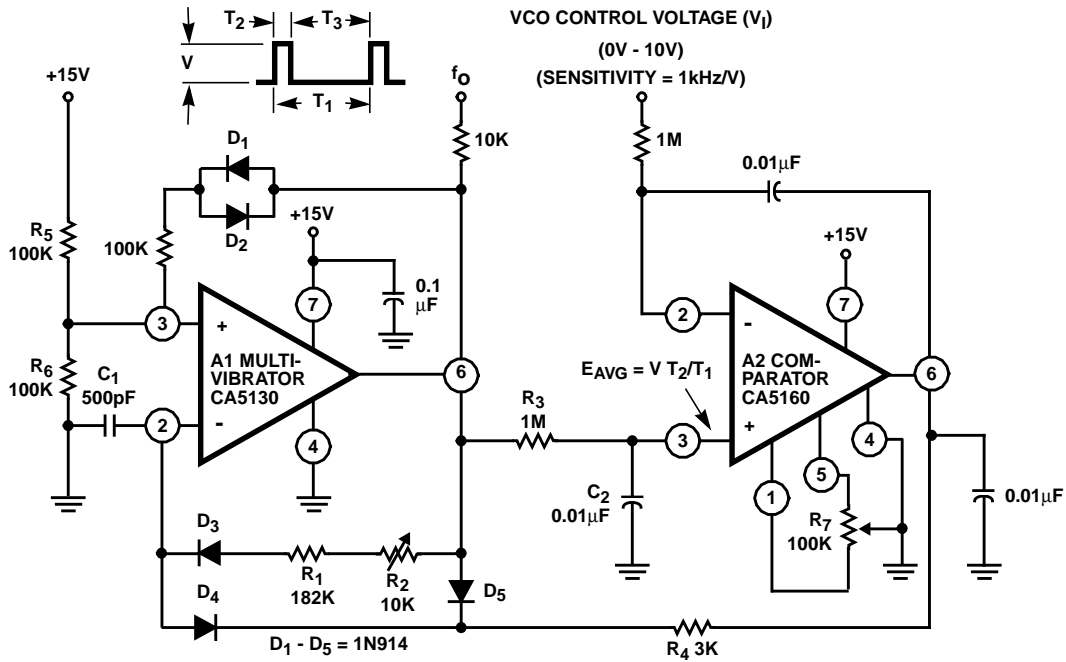 T2
T3
V
T1
+15V
fO
VCO CONTROL VOLTAGE (VI)
(0V - 10V)
(SENSITIVITY = 1kHz/V)
10K
1M
0.01μF
D1
D2
+15V
+15V
R5
100K
100K
0.1
μF
7
7
3
+
2
-
A1 MULTI-
VIBRATOR
CA5130
6
A2 COM-
PARATOR
CA5160
6
EAVG = V T2/T1
R6
100K
C1
500pF
2
-
4
R3
1M
3
+
4
5
1
C2
0.01μF
R7
100K
0.01μF
D3
R1
182K
R2
10K
D5
D4
D1 - D5 = 1N914
R4 3K